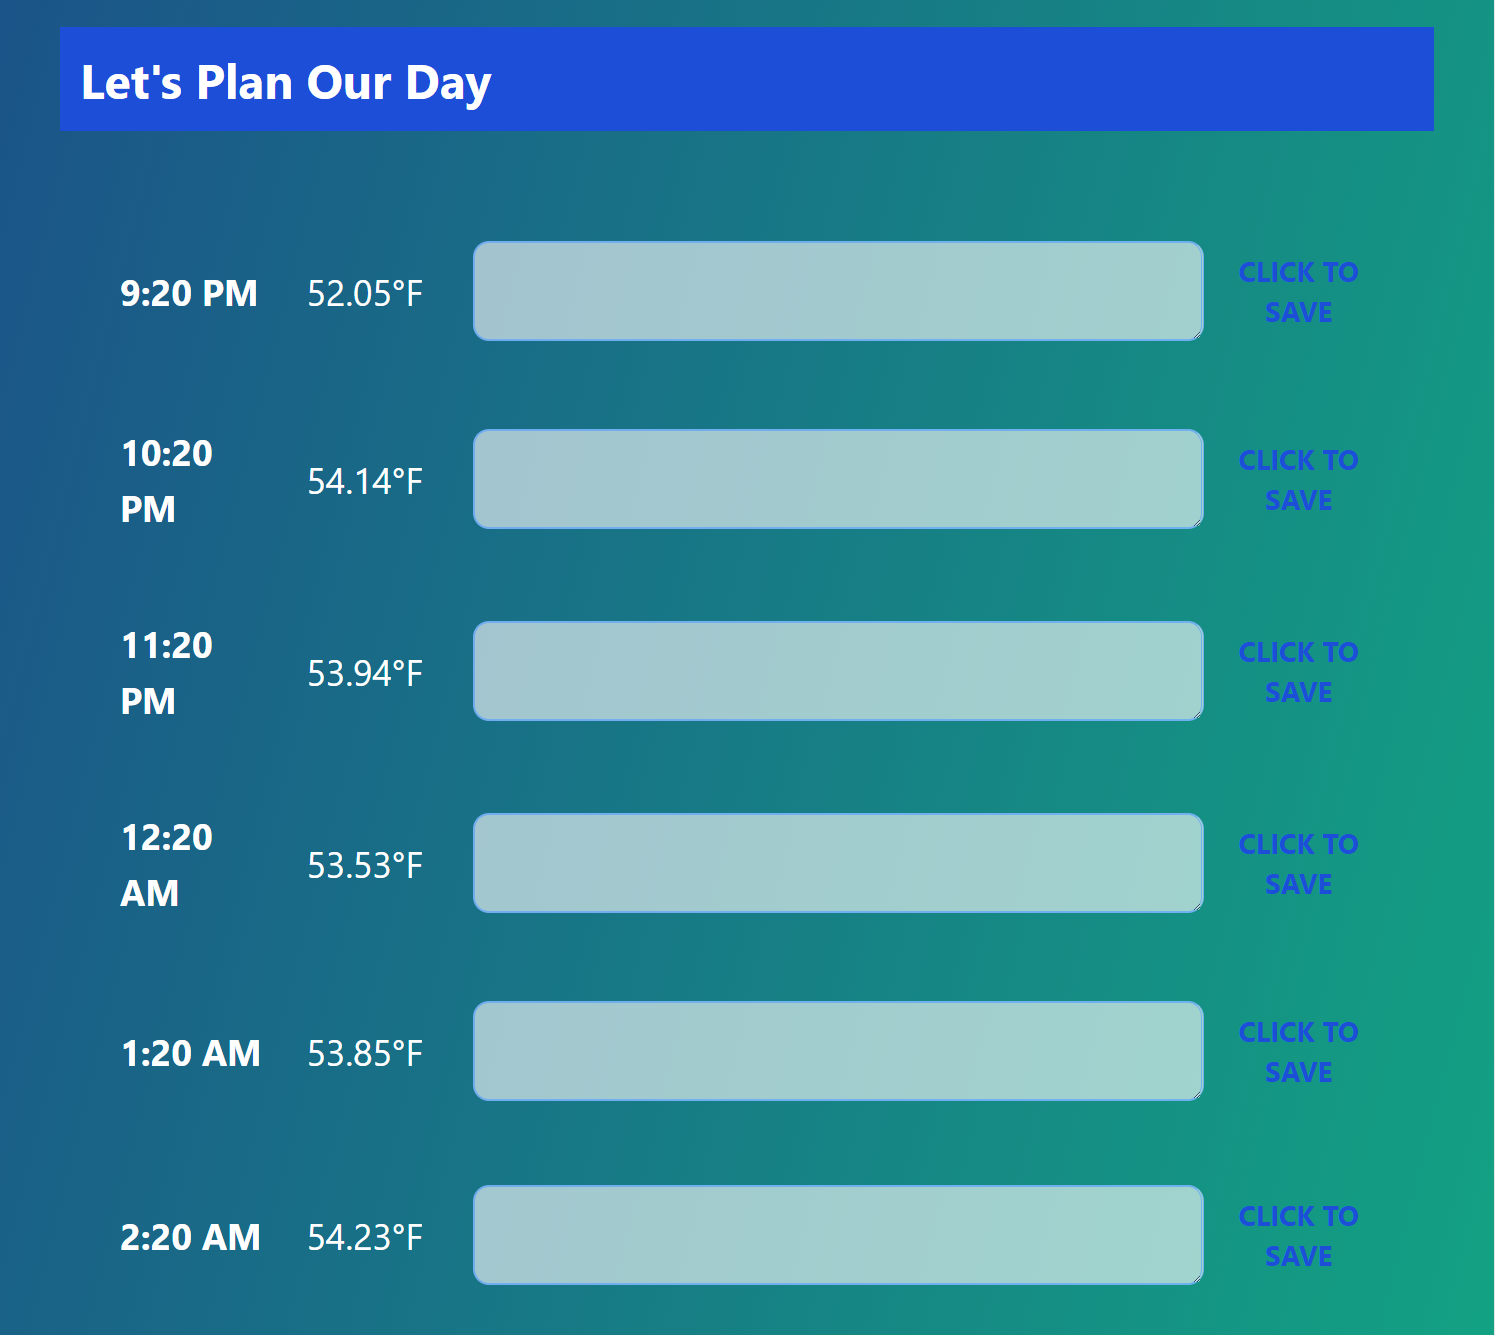 Let's Plan Our Day
9:20 PM 52.05°F CLICK TO
SAVE
10:20
PM 54.14°F CLICK TO
SAVE
11:20
PM 53.94°F CLICK TO
SAVE
12:20
AM 53.53°F CLICK TO
SAVE
1:20 AM 53.85°F CLICK TO
SAVE
2:20 AM 54.23°F CLICK TO
SAVE